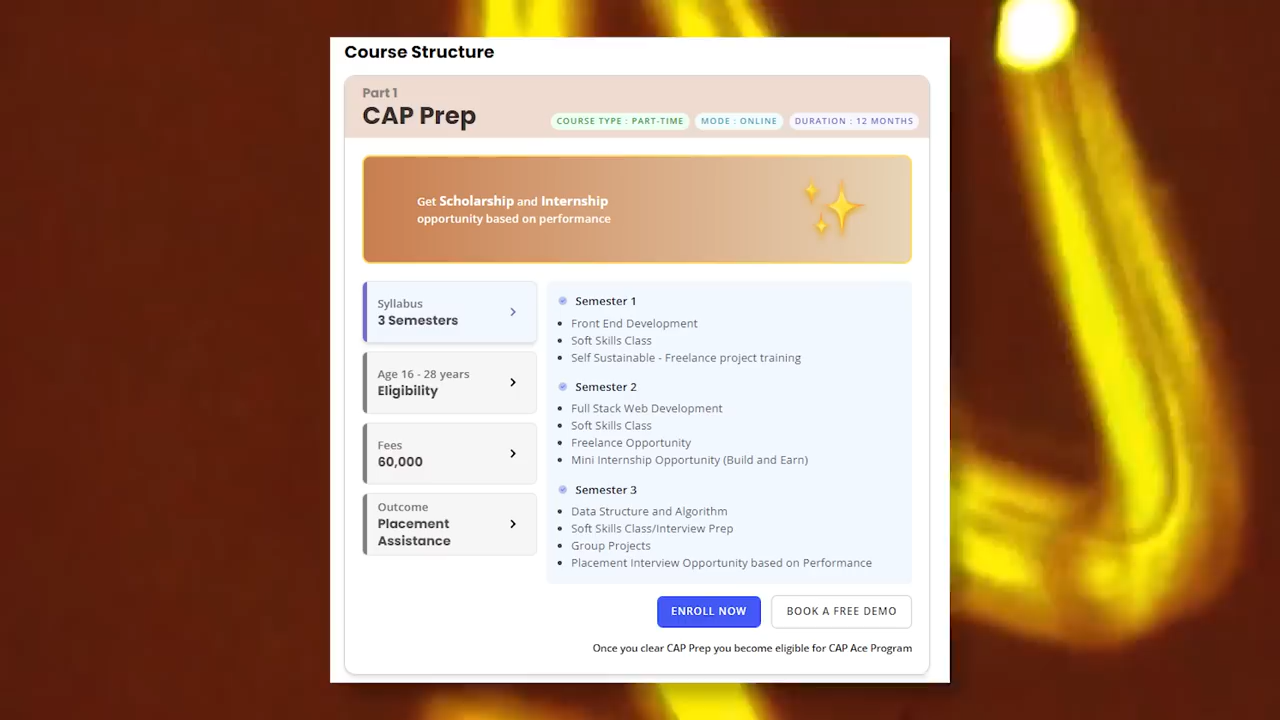 Course Structure
Part 1
CAP Prep
COURSE TYPE : PART-TIME
MODE : ONLINE
DURATION : 12 MONTHS
Get Scholarship and Internship
opportunity based on performance
Syllabus
3 Semesters
Age 16 - 28 years
Eligibility
Fees
60,000
Outcome
Placement
Assistance
Semester 1
Front End Development
Soft Skills Class
Self Sustainable - Freelance project training
Semester 2
Full Stack Web Development
Soft Skills Class
Freelance Opportunity
Mini Internship Opportunity (Build and Earn)
Semester 3
Data Structure and Algorithm
Soft Skills Class/Interview Prep
Group Projects
Placement Interview Opportunity based on Performance
ENROLL NOW
BOOK A FREE DEMO
Once you clear CAP Prep you become eligible for CAP Ace Program